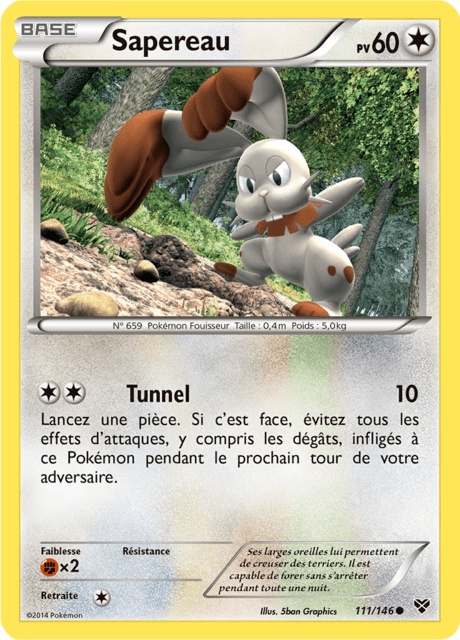 BASE
Sapereau
PV60
N° 659 Pokémon Fouisseur Taille : 0,4m Poids : 5,0kg
Tunnel 10
Lancez une pièce. Si c'est face, évitez tous les
effets d'attaques, y compris les dégâts, infligés à
ce Pokémon pendant le prochain tour de votre
adversaire.
Faiblesse Résistance
×2
Retraite
Ses larges oreilles lui permettent
de creuser des terriers. Il est
capable de forer sans s'arrêter
pendant toute une nuit.
©2014 Pokémon
Illus. 5ban Graphics
111/146